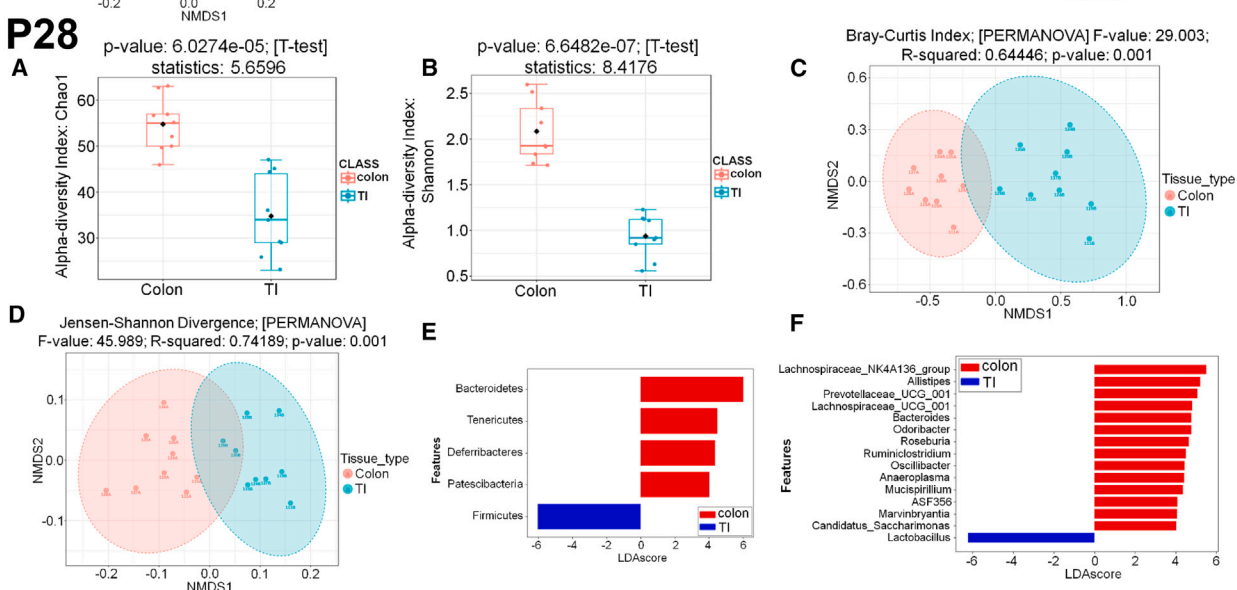 -0.2 0.0 0.2
NMDS1
P28
A
p-value: 6.0274e-05; [T-test]
statistics: 5.6596
Alpha-diversity Index: Chao1
60
50
40
30
Colon TI
CLASS
colon
TI
B
p-value: 6.6482e-07; [T-test]
statistics: 8.4176
Alpha-diversity Index:
Shannon
2.5
2.0
1.5
1.0
0.5
Colon TI
CLASS
colon
TI
C
Bray-Curtis Index; [PERMANOVA] F-value: 29.003;
R-squared: 0.64446; p-value: 0.001
NMDS2
0.6
0.3
0.0
-0.3
-0.6
-0.5 0.0 0.5 1.0
NMDS1
Tissue_type
Colon
TI
D
Jensen-Shannon Divergence; [PERMANOVA]
F-value: 45.989; R-squared: 0.74189; p-value: 0.001
NMDS2
0.1
0.0
-0.1
-0.2 -0.1 0.0 0.1 0.2
NMDS1
Tissue_type
Colon
TI
E
Features
Bacteroidetes
Tenericutes
Deferribacteres
Patescibacteria
Firmicutes
colon
TI
-6 -4 -2 0 2 4 6
LDAscore
F
Features
colon
TI
Lachnospiraceae_NK4A136_group
Allistipes
Prevotellaceae_UCG_001
Lachnospiraceae_UCG_001
Bacteroides
Odoribacter
Roseburia
Ruminiclostridium
Oscillibacter
Anaeroplasma
Mucispirillium
ASF356
Marvinbryantia
Candidatus_Saccharimonas
Lactobacillus
-6 -4 -2 0 2 4 6
LDAscore